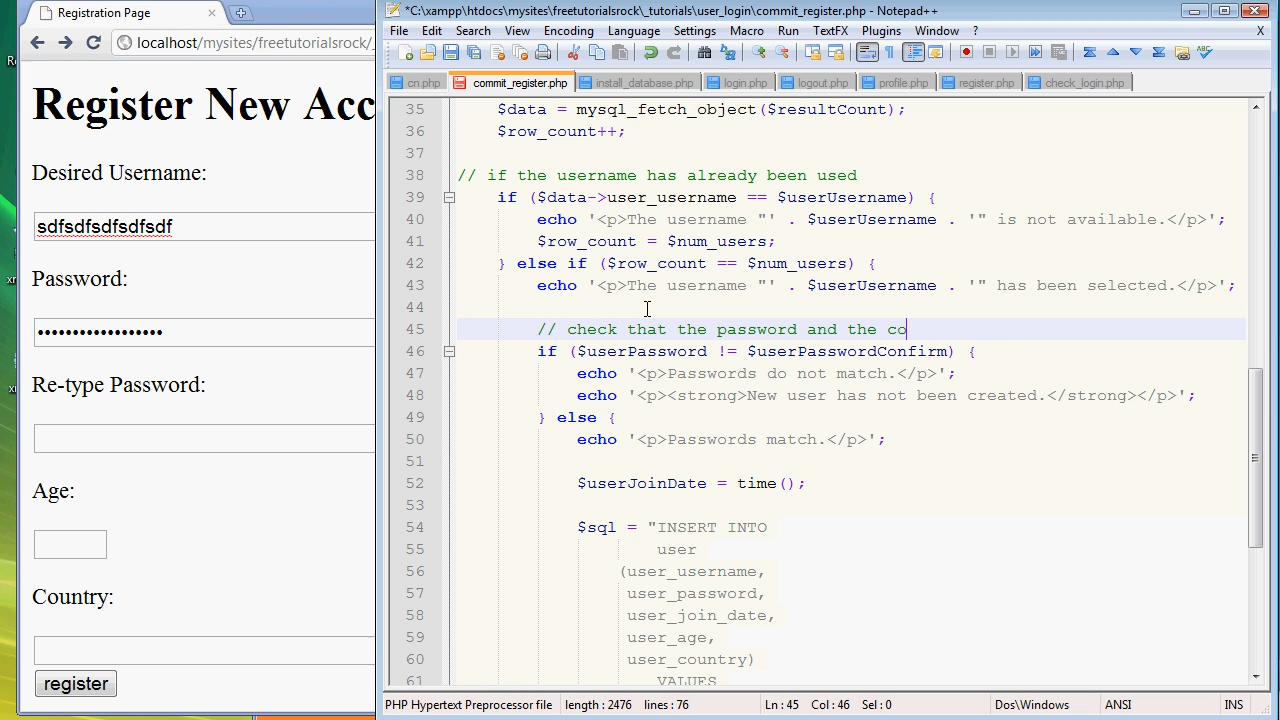 Registration Page
localhost/mysites/freetutorialsrock/_
Register New Acc
Desired Username:
sdfsdfsdfsdfsdf
Password:
••••••••••••••••••
Re-type Password:
Age:
Country:
register
*C:\xampp\htdocs\mysites\freetutorialsrock\_tutorials\user_login\commit_register.php - Notepad++
File Edit Search View Encoding Language Settings Macro Run TextFX Plugins Window ? X
cn.php commit_register.php install_database.php login.php logout.php profile.php register.php check_login.php
35 $data = mysql_fetch_object($resultCount);
36 $row_count++;
37
38 // if the username has already been used
39 if ($data->user_username == $userUsername) {
40 echo '<p>The username "' . $userUsername . '" is not available.</p>';
41 $row_count = $num_users;
42 } else if ($row_count == $num_users) {
43 echo '<p>The username "' . $userUsername . '" has been selected.</p>';
44
45 // check that the password and the co
46 if ($userPassword != $userPasswordConfirm) {
47 echo '<p>Passwords do not match.</p>';
48 echo '<p><strong>New user has not been created.</strong></p>';
49 } else {
50 echo '<p>Passwords match.</p>';
51
52 $userJoinDate = time();
53
54 $sql = "INSERT INTO
55 user
56 (user_username,
57 user_password,
58 user_join_date,
59 user_age,
60 user_country)
61 VALUES
PHP Hypertext Preprocessor file length : 2476 lines : 76 Ln : 45 Col : 46 Sel : 0 Dos\Windows ANSI INS